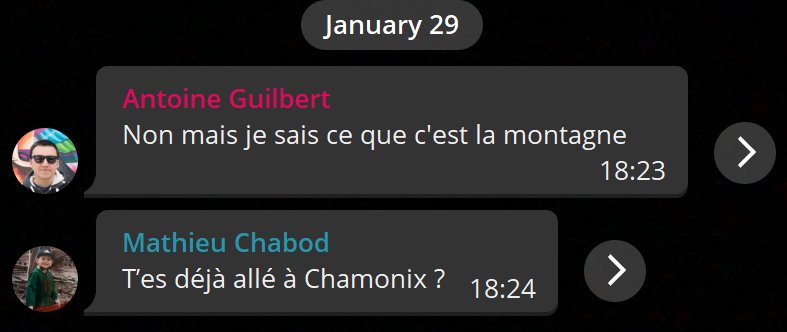 January 29
Antoine Guilbert
Non mais je sais ce que c'est la montagne
18:23
Mathieu Chabod
T’es déjà allé à Chamonix ?
18:24